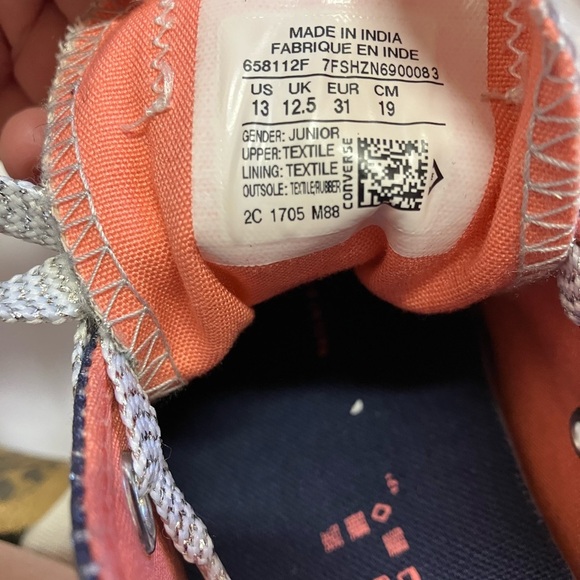 MADE IN INDIA
FABRIQUE EN INDE
658112F 7FSHZN6900083
US UK EUR CM
13 12.5 31 19
GENDER: JUNIOR
UPPER: TEXTILE
LINING: TEXTILE
OUTSOLE: TEXTILE/RUBBER
CONVERSE
2C 1705 M88